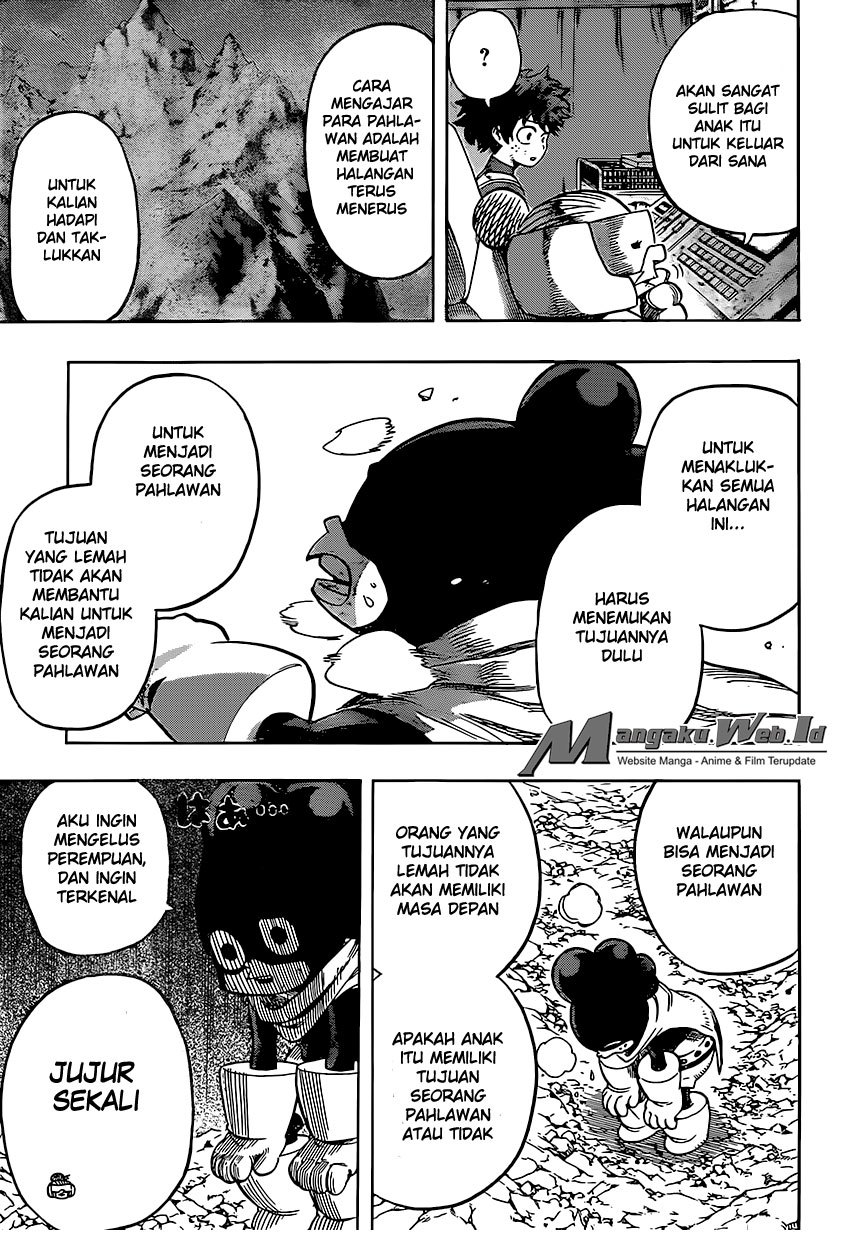 ?
AKAN SANGAT
SULIT BAGI
ANAK ITU
UNTUK KELUAR
DARI SANA
CARA
MENGAJAR
PARA PAHLA-
WAN ADALAH
MEMBUAT
HALANGAN
TERUS
MENERUS
UNTUK
KALIAN
HADAPI
DAN TAK-
LUKKAN
UNTUK
MENAKLUK-
KAN SEMUA
HALANGAN
INI...
HARUS
MENEMUKAN
TUJUANNYA
DULU
UNTUK
MENJADI
SEORANG
PAHLAWAN
TUJUAN
YANG LEMAH
TIDAK AKAN
MEMBANTU
KALIAN UNTUK
MENJADI
SEORANG
PAHLAWAN
Mangaku.Web.Id
Website Manga - Anime & Film Terupdate
WALAUPUN
BISA MENJADI
SEORANG
PAHLAWAN
ORANG YANG
TUJUANNYA
LEMAH TIDAK
AKAN MEMILIKI
MASA DEPAN
APAKAH ANAK
ITU MEMILIKI
TUJUAN
SEORANG
PAHLAWAN
ATAU TIDAK
はぁ...
AKU INGIN
MENGELUS
PEREMPUAN,
DAN INGIN
TERKENAL
JUJUR
SEKALI